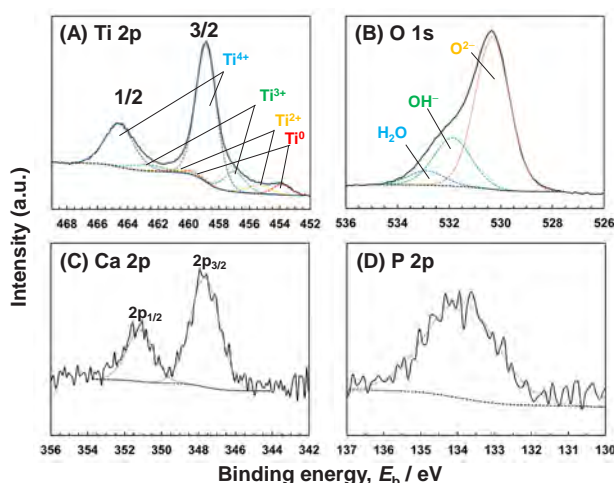 (A) Ti 2p
3/2
Ti⁴⁺
1/2
Ti³⁺
Ti²⁺
Ti⁰
468 466 464 462 460 458 456 454 452
(B) O 1s
O²⁻
OH⁻
H₂O
536 534 532 530 528 526
Intensity (a.u.)
(C) Ca 2p
2p₃/₂
2p₁/₂
356 354 352 350 348 346 344 342
(D) P 2p
137 136 135 134 133 132 131 130
Binding energy, E_b / eV